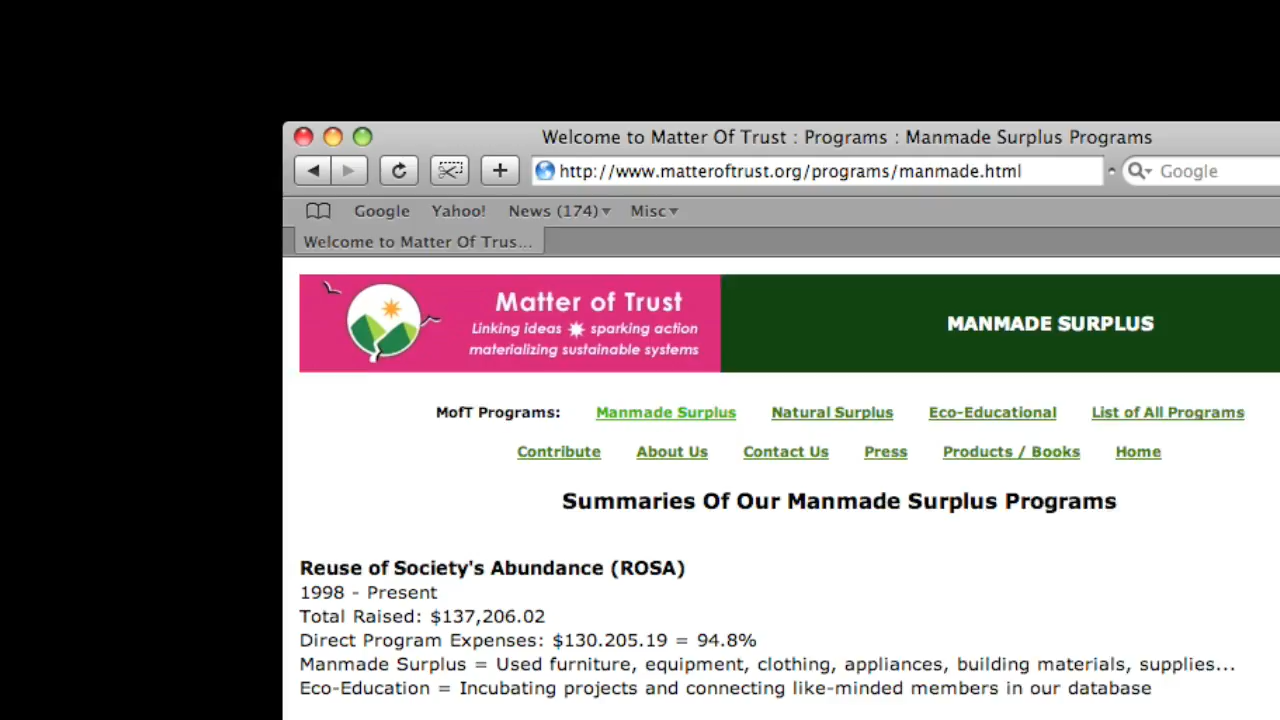 Welcome to Matter Of Trust : Programs : Manmade Surplus Programs
http://www.matteroftrust.org/programs/manmade.html
Google
Google Yahoo! News (174) Misc
Welcome to Matter Of Trus...
Matter of Trust
Linking ideas sparking action
materializing sustainable systems
MANMADE SURPLUS
MofT Programs: Manmade Surplus Natural Surplus Eco-Educational List of All Programs
Contribute About Us Contact Us Press Products / Books Home
Summaries Of Our Manmade Surplus Programs
Reuse of Society's Abundance (ROSA)
1998 - Present
Total Raised: $137,206.02
Direct Program Expenses: $130.205.19 = 94.8%
Manmade Surplus = Used furniture, equipment, clothing, appliances, building materials, supplies...
Eco-Education = Incubating projects and connecting like-minded members in our database